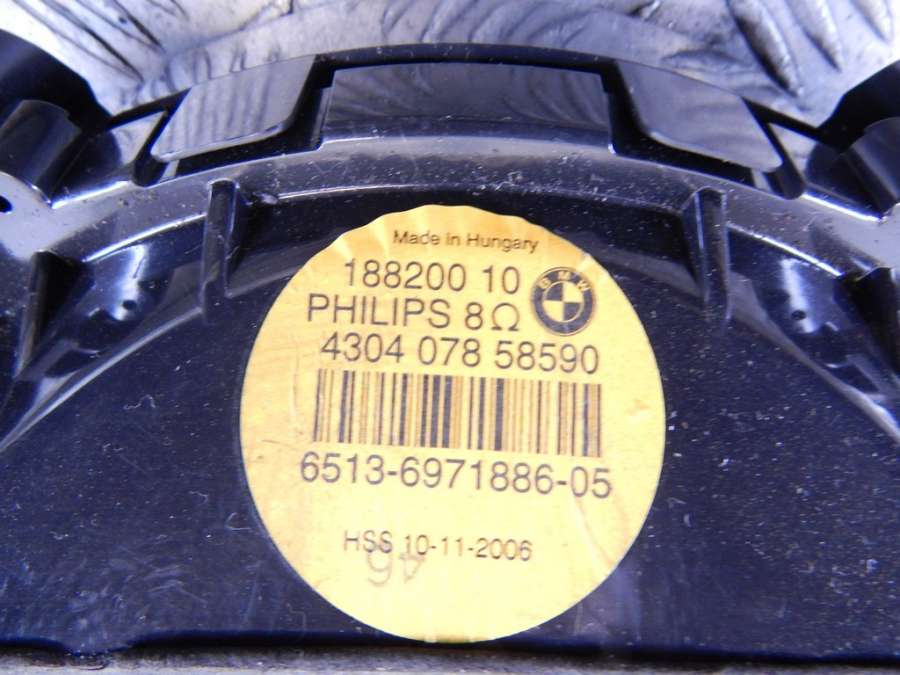 Made in Hungary
188200 10
BMW
PHILIPS 8Ω
4304 078 58590
6513-6971886-05
HSS 10-11-2006
46